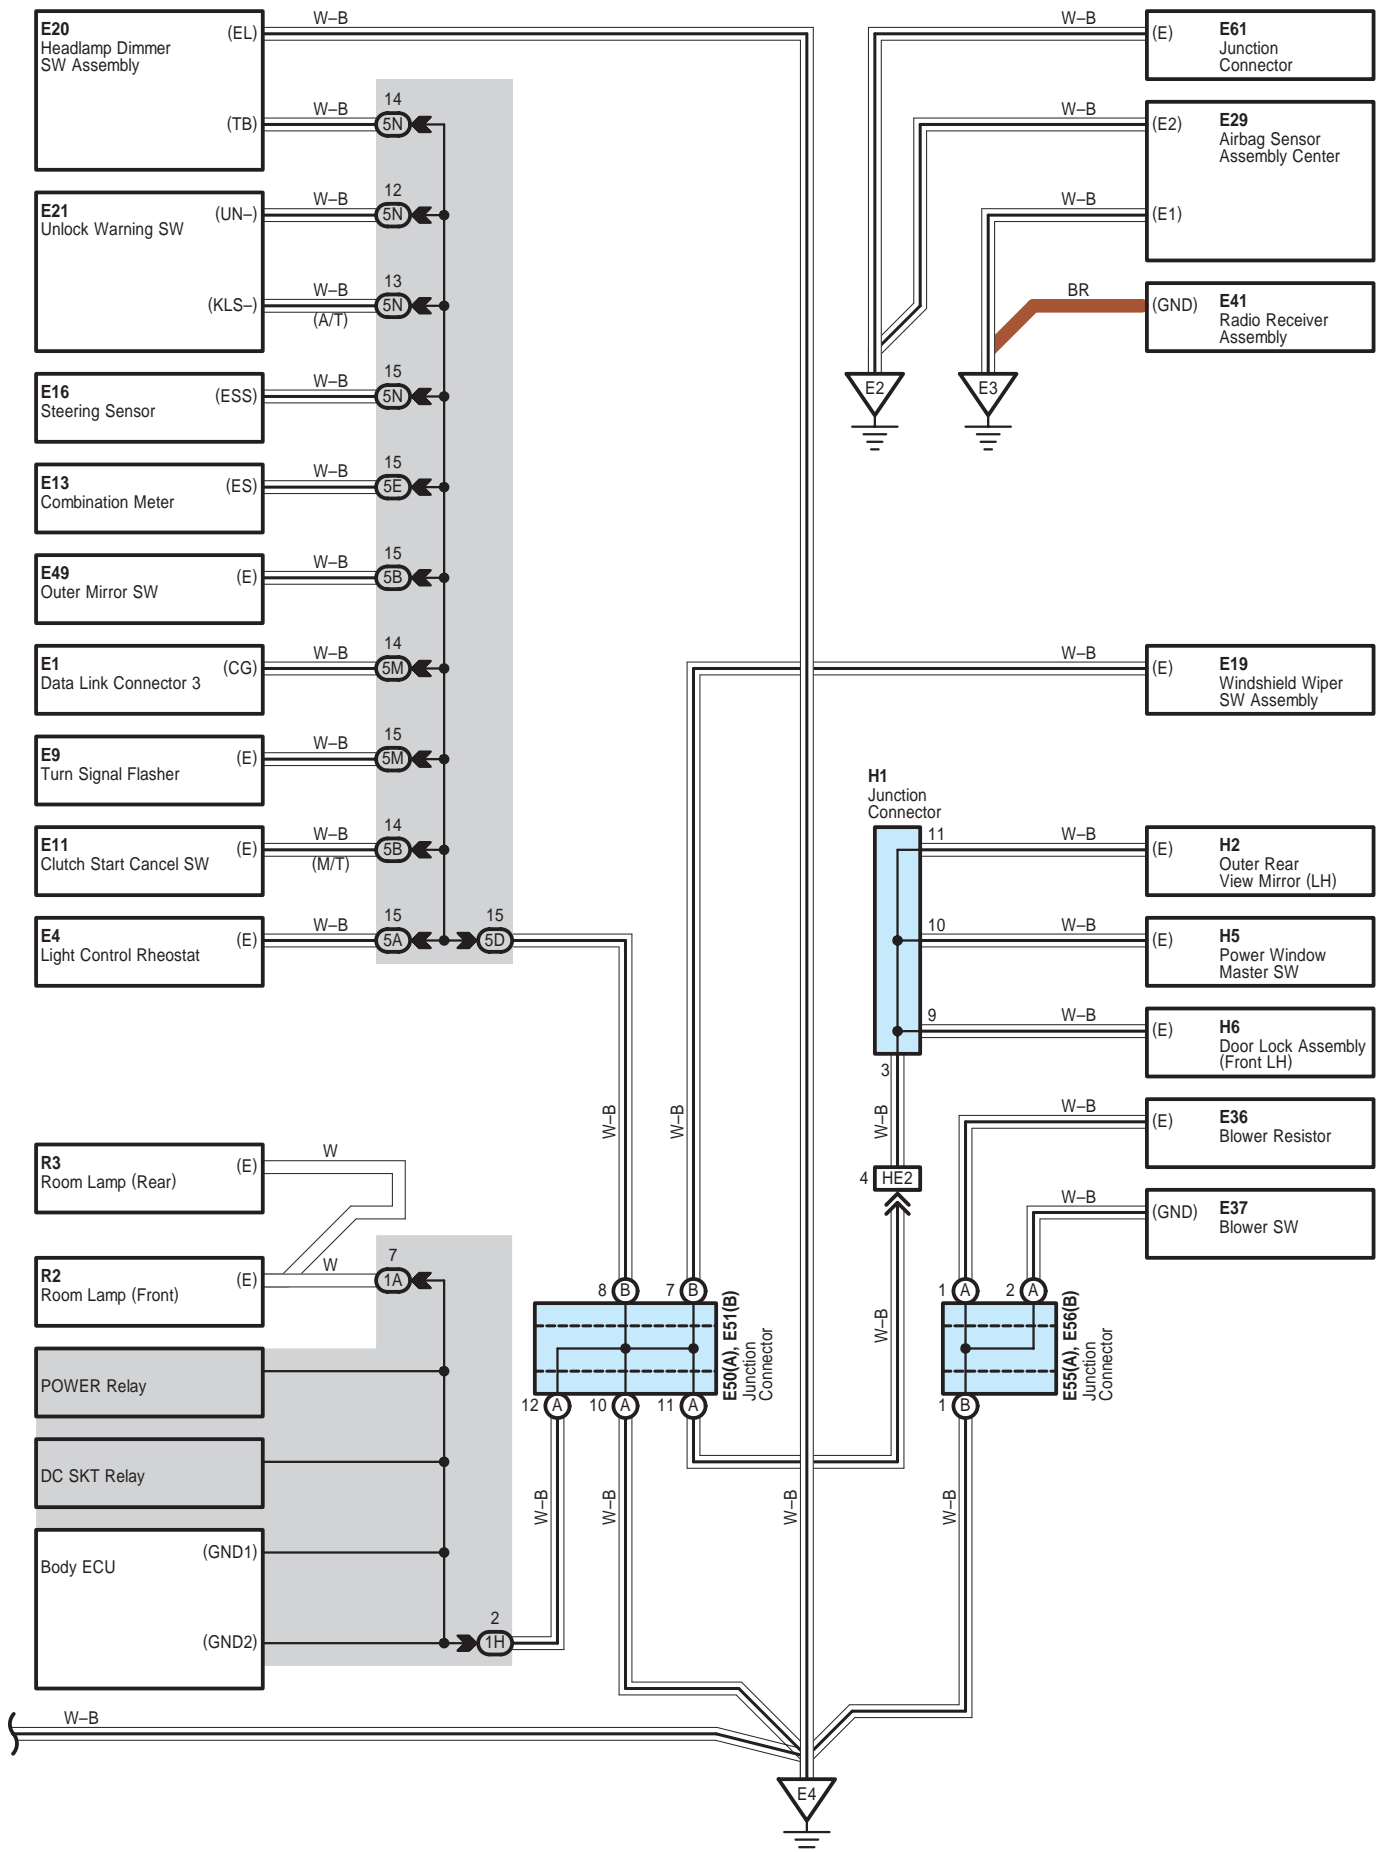 E20
Headlamp Dimmer
SW Assembly
(EL)
W–B
(TB)
W–B
14
5N
E21
Unlock Warning SW
(UN–)
W–B
12
5N
(KLS–)
W–B
(A/T)
13
5N
E16
Steering Sensor
(ESS)
W–B
15
5N
E13
Combination Meter
(ES)
W–B
15
5E
E49
Outer Mirror SW
(E)
W–B
15
5B
E1
Data Link Connector 3
(CG)
W–B
14
5M
E9
Turn Signal Flasher
(E)
W–B
15
5M
E11
Clutch Start Cancel SW
(E)
W–B
(M/T)
14
5B
E4
Light Control Rheostat
(E)
W–B
15
5A
15
5D
R3
Room Lamp (Rear)
(E)
W
R2
Room Lamp (Front)
(E)
W
7
1A
POWER Relay
DC SKT Relay
Body ECU
(GND1)
(GND2)
2
1H
W–B
W–B
E61
Junction
Connector
(E)
W–B
E29
Airbag Sensor
Assembly Center
(E2)
W–B
(E1)
W–B
E41
Radio Receiver
Assembly
(GND)
BR
E2
E3
E19
Windshield Wiper
SW Assembly
(E)
W–B
H1
Junction
Connector
11
W–B
(E)
H2
Outer Rear
View Mirror (LH)
10
W–B
(E)
H5
Power Window
Master SW
9
W–B
(E)
H6
Door Lock Assembly
(Front LH)
3
W–B
4
HE2
W–B
W–B
W–B
E36
Blower Resistor
(E)
W–B
E37
Blower SW
(GND)
W–B
8
B
7
B
E50(A), E51(B)
Junction
Connector
12
A
10
A
11
A
1
A
2
A
E55(A), E56(B)
Junction
Connector
1
B
W–B
W–B
W–B
E4